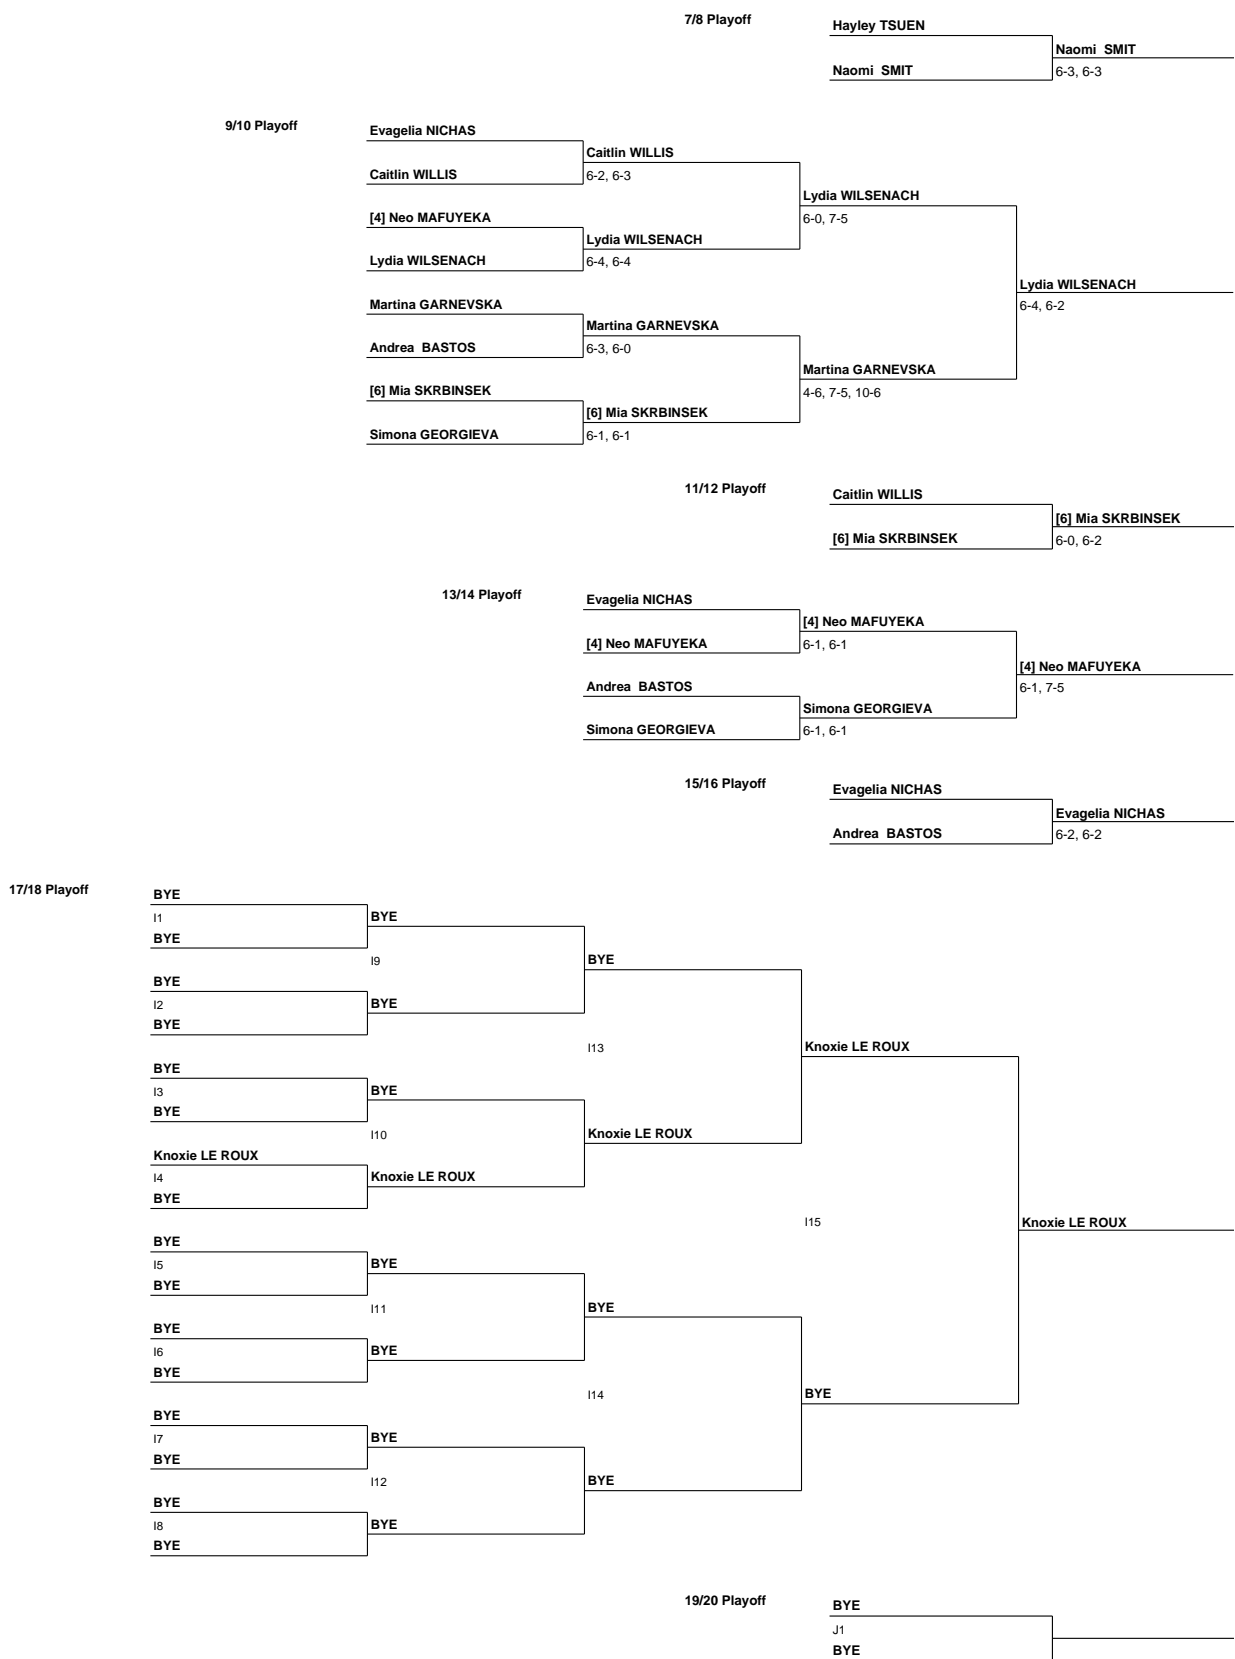 7/8 Playoff
Hayley TSUEN
Naomi  SMIT
Naomi  SMIT
6-3, 6-3
9/10 Playoff
Evagelia NICHAS
Caitlin WILLIS
Caitlin WILLIS
6-2, 6-3
Lydia WILSENACH
6-0, 7-5
[4] Neo MAFUYEKA
Lydia WILSENACH
Lydia WILSENACH
6-4, 6-4
Lydia WILSENACH
6-4, 6-2
Martina GARNEVSKA
Martina GARNEVSKA
Andrea  BASTOS
6-3, 6-0
Martina GARNEVSKA
4-6, 7-5, 10-6
[6] Mia SKRBINSEK
[6] Mia SKRBINSEK
Simona GEORGIEVA
6-1, 6-1
11/12 Playoff
Caitlin WILLIS
[6] Mia SKRBINSEK
[6] Mia SKRBINSEK
6-0, 6-2
13/14 Playoff
Evagelia NICHAS
[4] Neo MAFUYEKA
[4] Neo MAFUYEKA
6-1, 6-1
[4] Neo MAFUYEKA
6-1, 7-5
Andrea  BASTOS
Simona GEORGIEVA
Simona GEORGIEVA
6-1, 6-1
15/16 Playoff
Evagelia NICHAS
Evagelia NICHAS
Andrea  BASTOS
6-2, 6-2
17/18 Playoff
BYE
I1
BYE
BYE
I9
BYE
BYE
I2
BYE
BYE
I13
Knoxie LE ROUX
BYE
I3
BYE
BYE
I10
Knoxie LE ROUX
Knoxie LE ROUX
I4
Knoxie LE ROUX
BYE
I15
Knoxie LE ROUX
BYE
I5
BYE
BYE
I11
BYE
BYE
I6
BYE
BYE
I14
BYE
BYE
I7
BYE
BYE
I12
BYE
BYE
I8
BYE
BYE
19/20 Playoff
BYE
J1
BYE